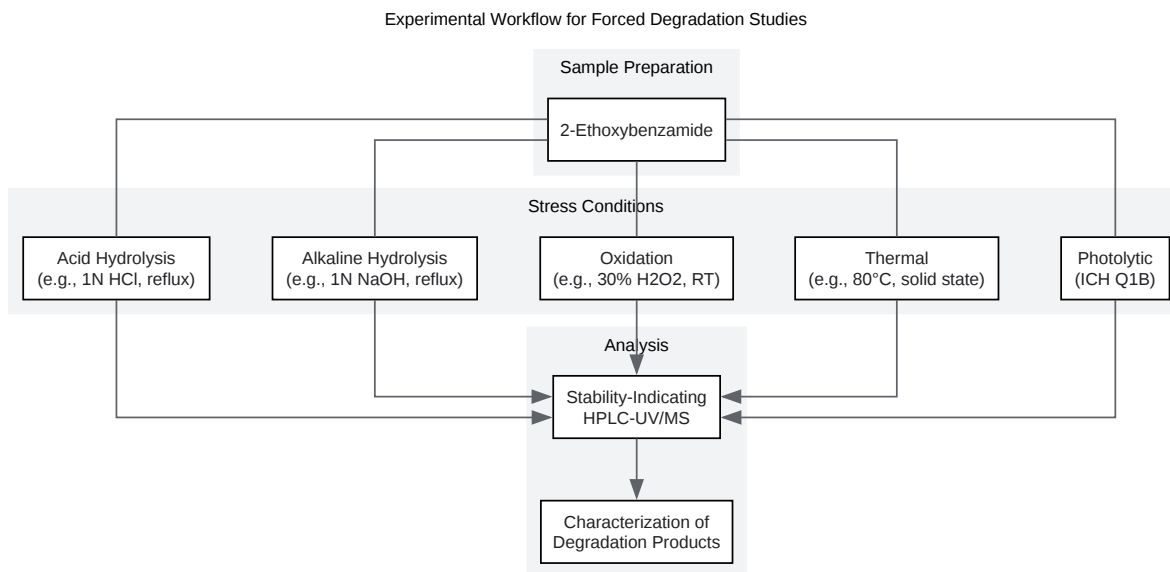 Experimental Workflow for Forced Degradation Studies
Sample Preparation
2-Ethoxybenzamide
Stress Conditions
Acid Hydrolysis
(e.g., 1N HCl, reflux)
Alkaline Hydrolysis
(e.g., 1N NaOH, reflux)
Oxidation
(e.g., 30% H2O2, RT)
Thermal
(e.g., 80°C, solid state)
Photolytic
(ICH Q1B)
Analysis
Stability-Indicating
HPLC-UV/MS
Characterization of
Degradation Products